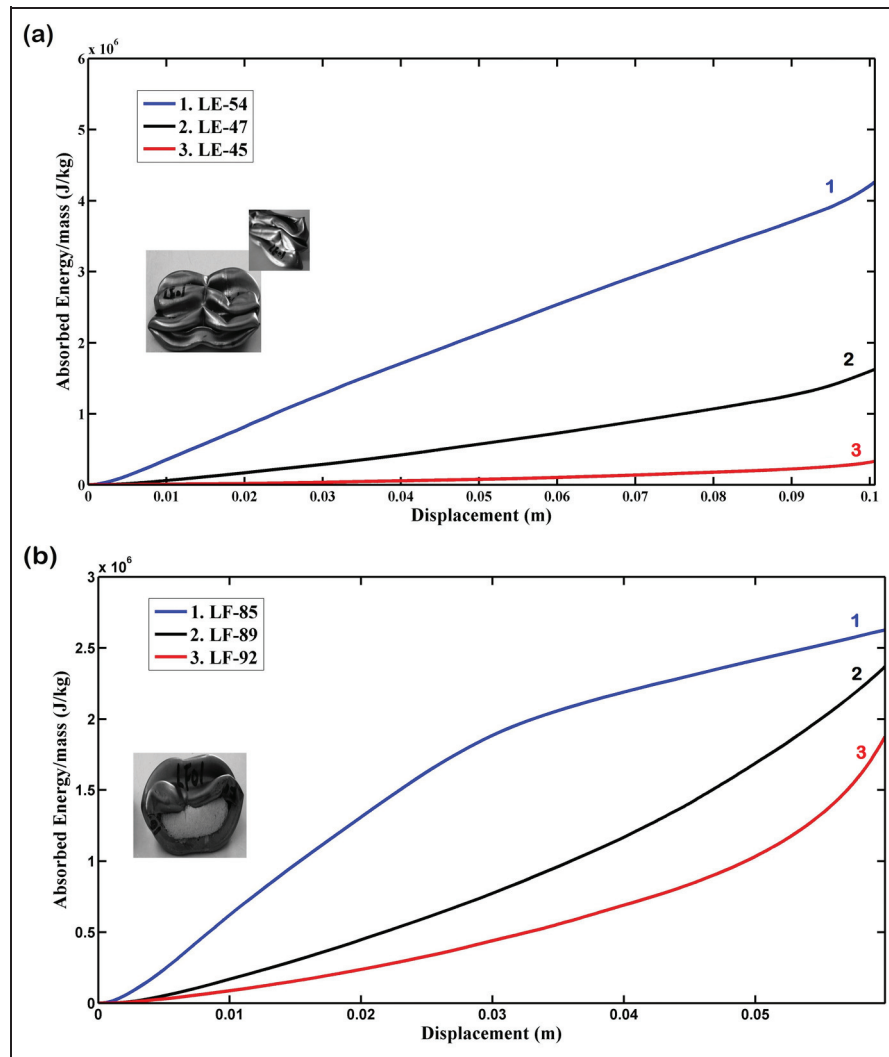 (a)
x 10⁶
6
5
4
3
2
1
0
Absorbed Energy/mass (J/kg)
1. LE-54
2. LE-47
3. LE-45
1
2
3
0 0.01 0.02 0.03 0.04 0.05 0.06 0.07 0.08 0.09 0.1
Displacement (m)
(b)
x 10⁶
3
2.5
2
1.5
1
0.5
0
Absorbed Energy/mass (J/kg)
1. LF-85
2. LF-89
3. LF-92
LF01
1
2
3
0 0.01 0.02 0.03 0.04 0.05
Displacement (m)